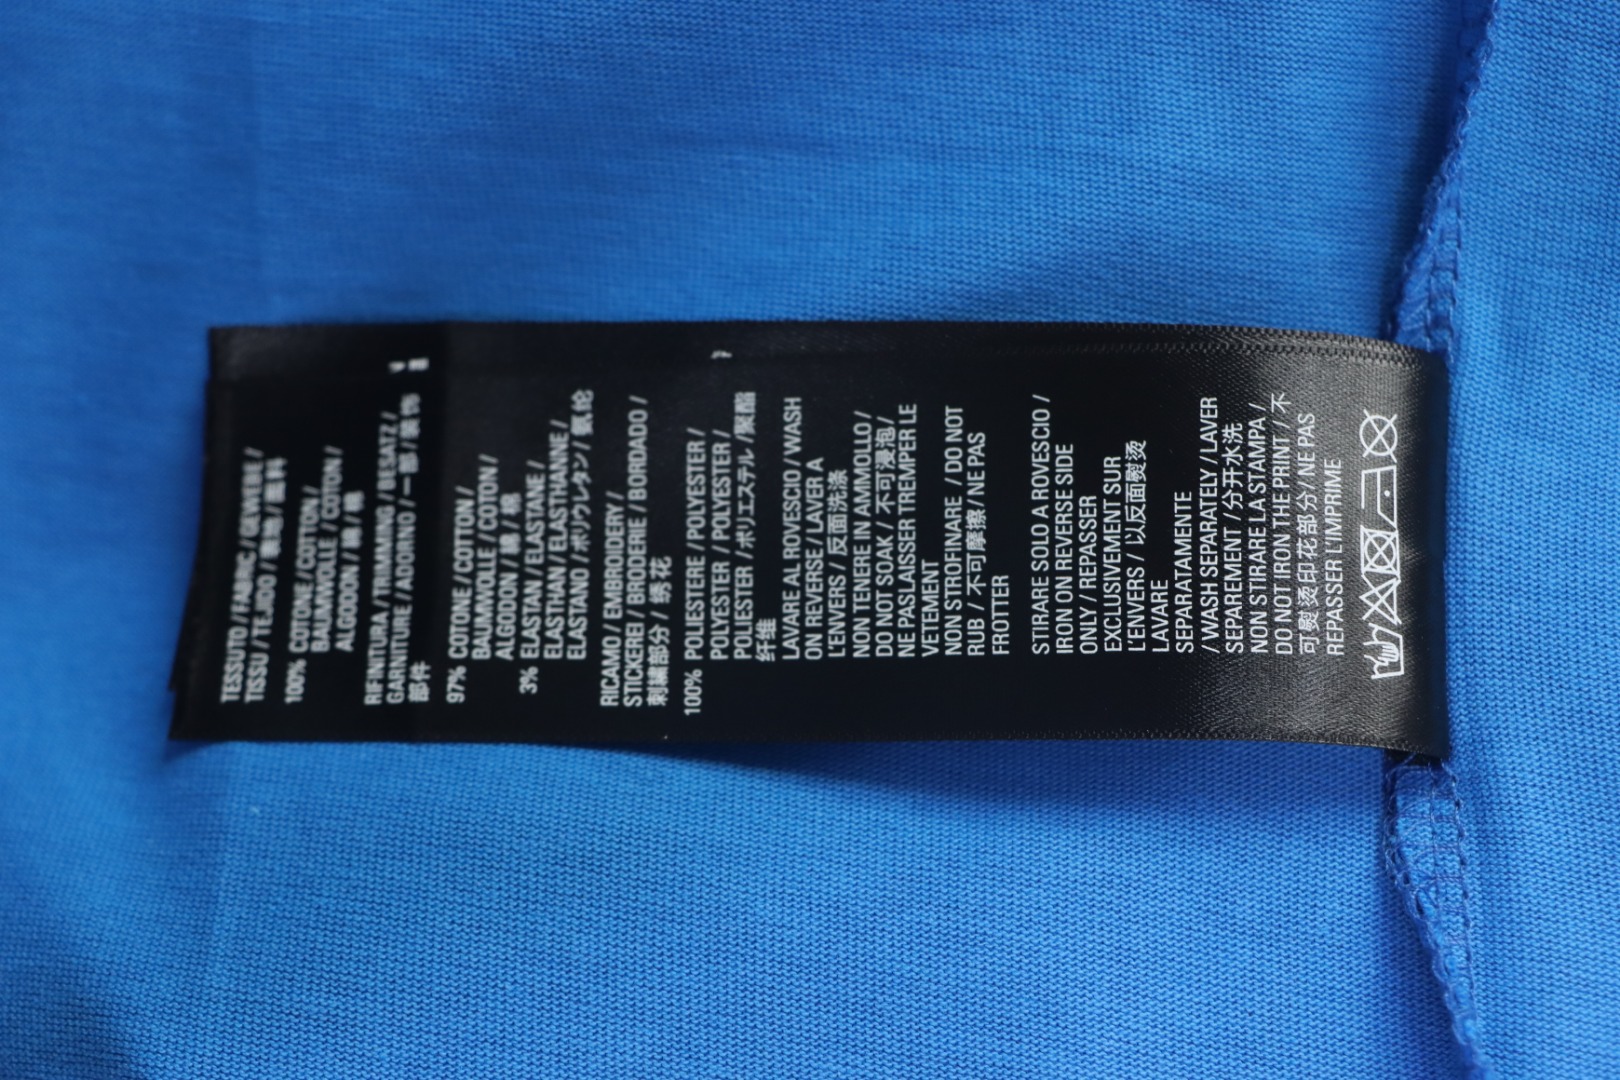 TESSUTO / FABRIC / GEWEBE /
TISSU / TEJIDO / 表地 / 面料
100% COTONE / COTTON /
BAUMWOLLE / COTON /
ALGODON / 綿 / 棉
RIFINITURA / TRIMMING / BESATZ /
GARNITURE / ADORNO / 一部 / 装饰
部件
97% COTONE / COTTON /
BAUMWOLLE / COTON /
ALGODON / 綿 / 棉
3% ELASTAN / ELASTANE /
ELASTHAN / ELASTHANNE /
ELASTANO / ポリウレタン / 氨纶
RICAMO / EMBROIDERY /
STICKEREI / BRODERIE / BORDADO /
刺繍部分 / 绣花
100% POLIESTERE / POLYESTER /
POLYESTER / POLYESTER /
POLIESTER / ポリエステル / 聚酯
纤维
LAVARE AL ROVESCIO / WASH
ON REVERSE / LAVER A
L'ENVERS / 反面洗涤
NON TENERE IN AMMOLLO /
DO NOT SOAK / 不可浸泡/
NE PAS LAISSER TREMPER LE
VETEMENT
NON STROFINARE / DO NOT
RUB / 不可摩擦 / NE PAS
FROTTER
STIRARE SOLO A ROVESCIO /
IRON ON REVERSE SIDE
ONLY / REPASSER
EXCLUSIVEMENT SUR
L'ENVERS / 以反面熨烫
LAVARE
SEPARATAMENTE
/ WASH SEPARATELY / LAVER
SEPAREMENT / 分开水洗
NON STIRARE LA STAMPA /
DO NOT IRON THE PRINT / 不
可熨烫印花部分 / NE PAS
REPASSER L'IMPRIME